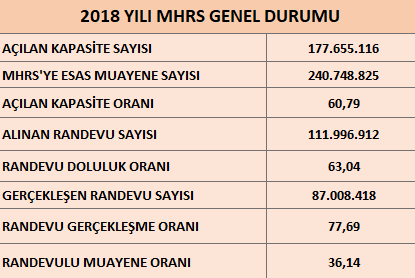 2018 YILI MHRS GENEL DURUMU
AÇILAN KAPASİTE SAYISI 177.655.116
MHRS'YE ESAS MUAYENE SAYISI 240.748.825
AÇILAN KAPASİTE ORANI 60,79
ALINAN RANDEVU SAYISI 111.996.912
RANDEVU DOLULUK ORANI 63,04
GERÇEKLEŞEN RANDEVU SAYISI 87.008.418
RANDEVU GERÇEKLEŞME ORANI 77,69
RANDEVULU MUAYENE ORANI 36,14